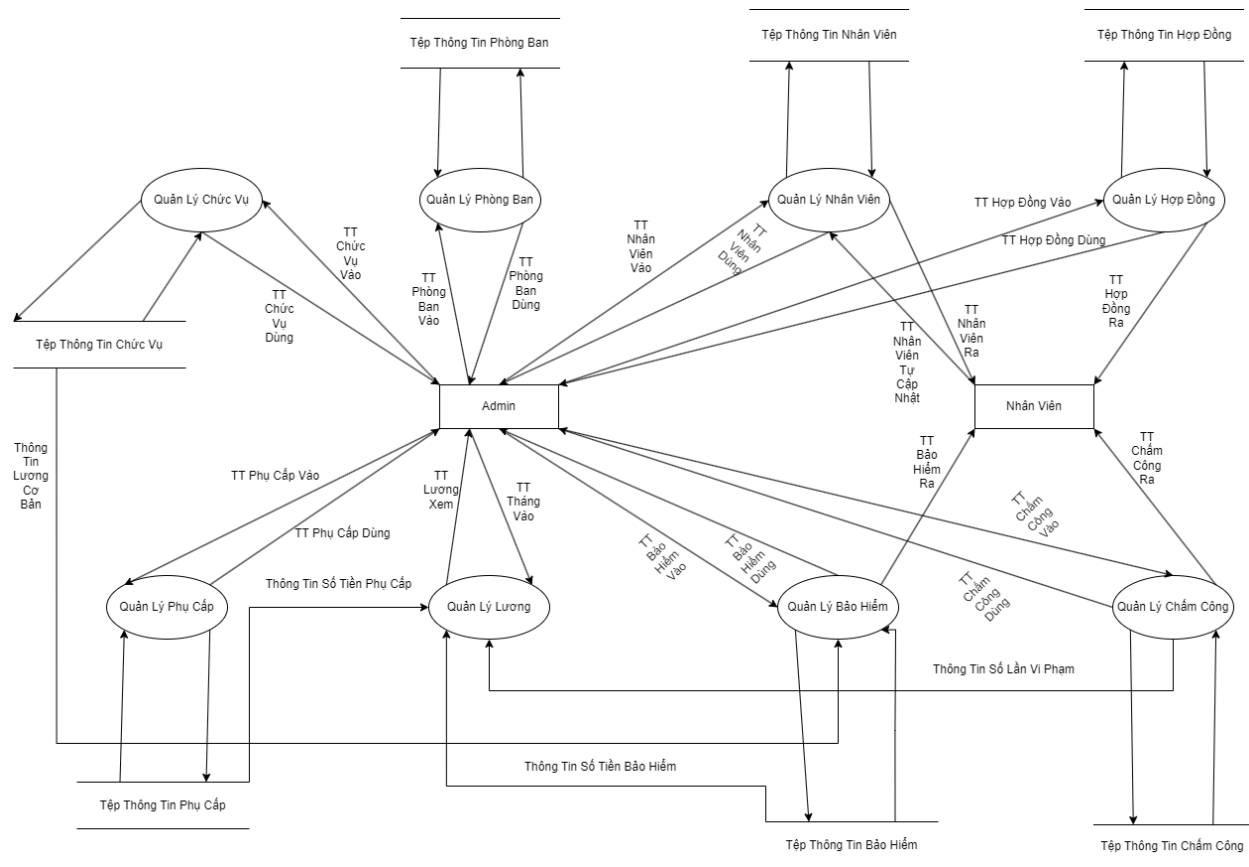 Tệp Thông Tin Phòng Ban
Tệp Thông Tin Nhân Viên
Tệp Thông Tin Hợp Đồng
Quản Lý Chức Vụ
Quản Lý Phòng Ban
Quản Lý Nhân Viên
Quản Lý Hợp Đồng
TT
Chức
Vụ
Vào
TT
Chức
Vụ
Dùng
TT
Phòng
Ban
Vào
TT
Phòng
Ban
Dùng
TT
Nhân
Viên
Vào
TT
Nhân
Viên
Dùng
TT Hợp Đồng Vào
TT Hợp Đồng Dùng
TT
Hợp
Đồng
Ra
TT
Nhân
Viên
Ra
TT
Nhân
Viên
Tự
Cập
Nhật
Tệp Thông Tin Chức Vụ
Admin
Nhân Viên
Thông
Tin
Lương
Cơ
Bản
TT Phụ Cấp Vào
TT Phụ Cấp Dùng
TT
Lương
Xem
TT
Tháng
Vào
TT
Bảo
Hiểm
Vào
TT
Bảo
Hiểm
Dùng
TT
Bảo
Hiểm
Ra
TT
Chấm
Công
Vào
TT
Chấm
Công
Dùng
TT
Chấm
Công
Ra
Thông Tin Số Tiền Phụ Cấp
Quản Lý Phụ Cấp
Quản Lý Lương
Quản Lý Bảo Hiểm
Quản Lý Chấm Công
Thông Tin Số Lần Vi Phạm
Thông Tin Số Tiền Bảo Hiểm
Tệp Thông Tin Phụ Cấp
Tệp Thông Tin Bảo Hiểm
Tệp Thông Tin Chấm Công